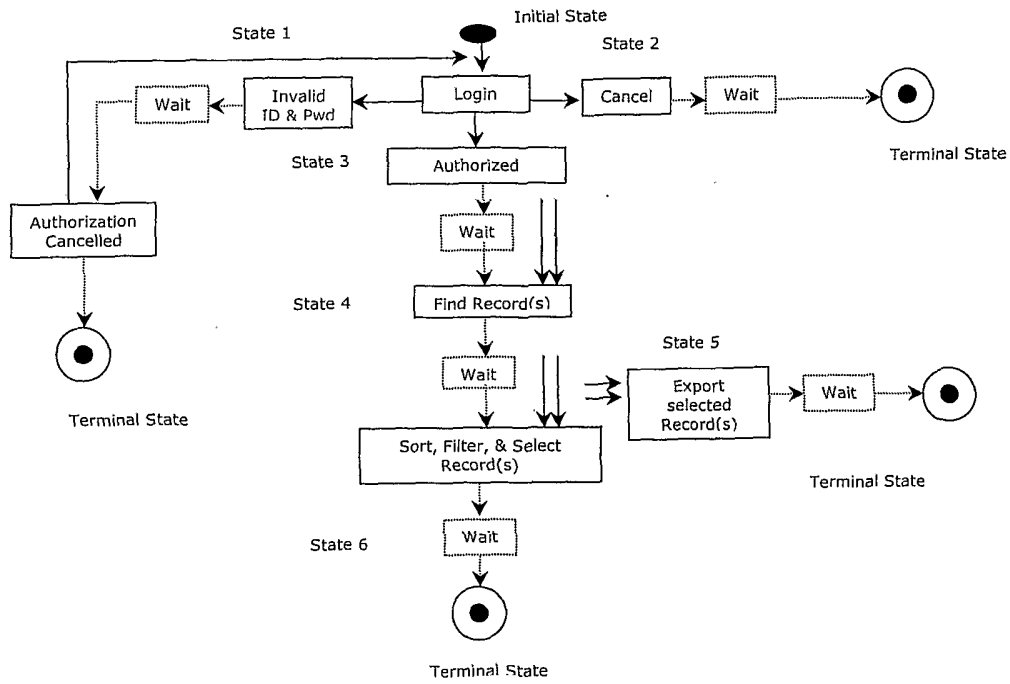 Initial State
State 1
State 2
Wait
Invalid
ID & Pwd
Login
Cancel
Wait
Terminal State
State 3
Authorized
Authorization
Cancelled
Wait
State 4
Find Record(s)
State 5
Wait
Export
selected
Record(s)
Wait
Terminal State
Sort, Filter, & Select
Record(s)
Terminal State
State 6
Wait
Terminal State